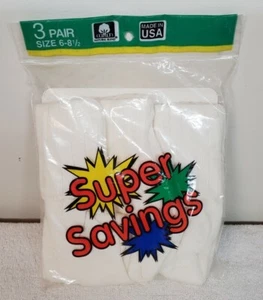 3 PAIR
SIZE 6-8½
MADE IN
USA
Super
Savings